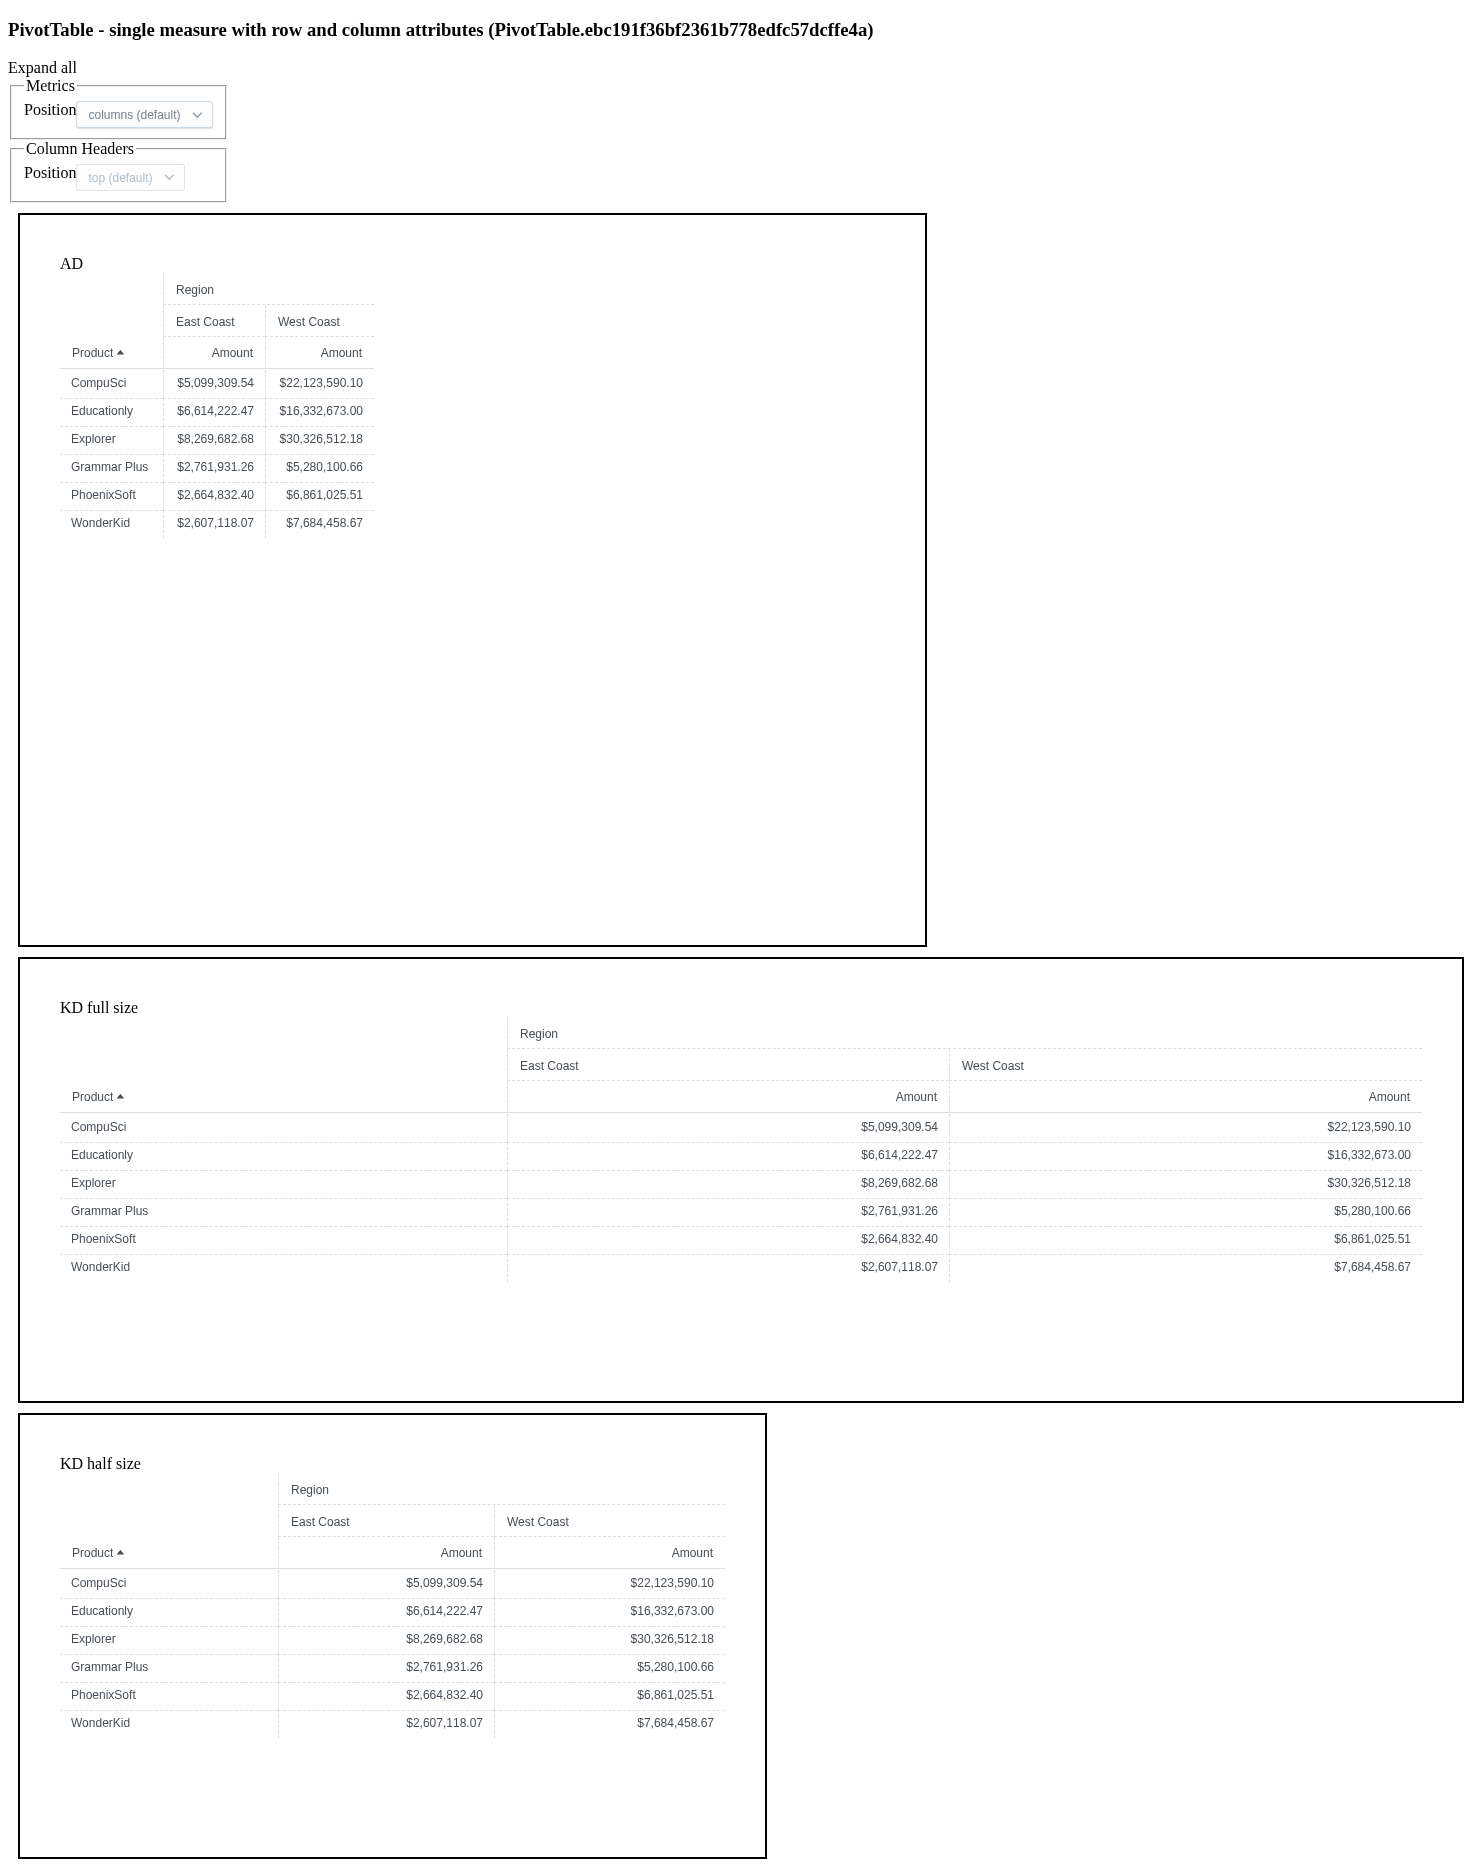 PivotTable - single measure with row and column attributes (PivotTable.ebc191f36bf2361b778edfc57dcffe4a)
Expand all
Metrics
Position columns (default)
Column Headers
Position top (default)
AD
Region
East Coast West Coast
Product Amount Amount
CompuSci $5,099,309.54 $22,123,590.10
Educationly $6,614,222.47 $16,332,673.00
Explorer $8,269,682.68 $30,326,512.18
Grammar Plus $2,761,931.26 $5,280,100.66
PhoenixSoft $2,664,832.40 $6,861,025.51
WonderKid $2,607,118.07 $7,684,458.67
KD full size
Region
East Coast West Coast
Product Amount Amount
CompuSci $5,099,309.54 $22,123,590.10
Educationly $6,614,222.47 $16,332,673.00
Explorer $8,269,682.68 $30,326,512.18
Grammar Plus $2,761,931.26 $5,280,100.66
PhoenixSoft $2,664,832.40 $6,861,025.51
WonderKid $2,607,118.07 $7,684,458.67
KD half size
Region
East Coast West Coast
Product Amount Amount
CompuSci $5,099,309.54 $22,123,590.10
Educationly $6,614,222.47 $16,332,673.00
Explorer $8,269,682.68 $30,326,512.18
Grammar Plus $2,761,931.26 $5,280,100.66
PhoenixSoft $2,664,832.40 $6,861,025.51
WonderKid $2,607,118.07 $7,684,458.67